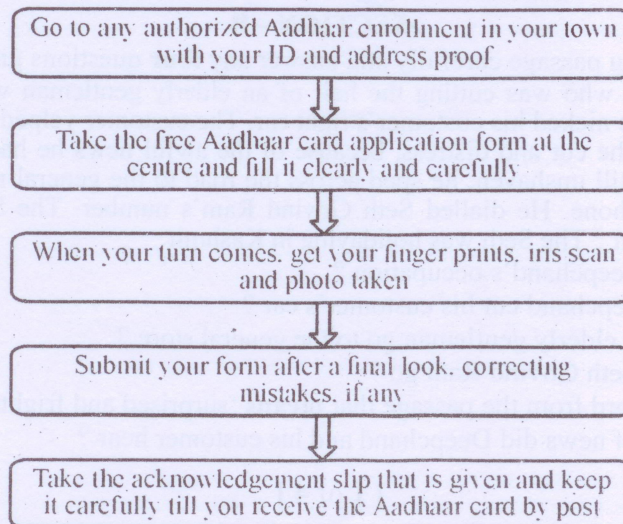 Go to any authorized Aadhaar enrollment in your town
with your ID and address proof
Take the free Aadhaar card application form at the
centre and fill it clearly and carefully
When your turn comes, get your finger prints, iris scan
and photo taken
Submit your form after a final look, correcting
mistakes, if any
Take the acknowledgement slip that is given and keep
it carefully till you receive the Aadhaar card by post